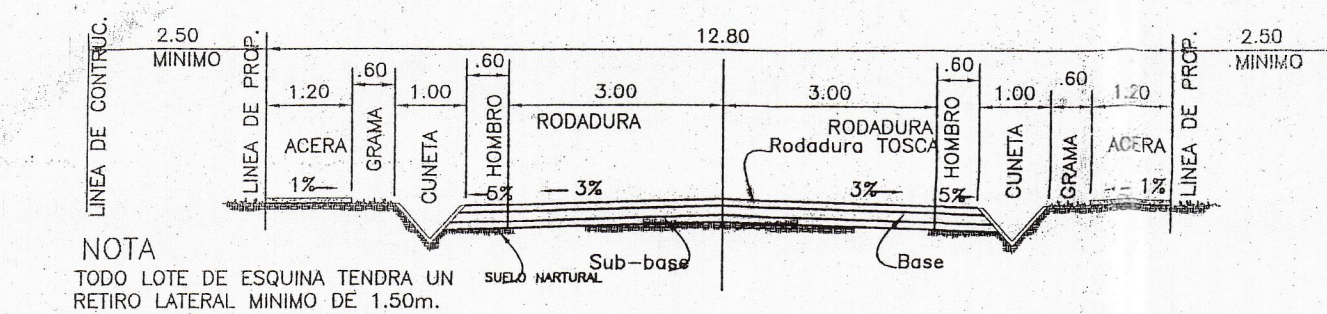 LINEA DE CONTRUC.
2.50
MINIMO
LINEA DE PROP.
12.80
1.20
ACERA
1%
.60
GRAMA
1.00
CUNETA
.60
HOMBRO
5%
3.00
RODADURA
3%
3.00
RODADURA
Rodadura TOSCA
3%
.60
HOMBRO
5%
1.00
CUNETA
.60
GRAMA
1.20
ACERA
1%
LINEA DE PROP.
2.50
MINIMO
Sub-base
Base
SUELO NARTURAL
NOTA
TODO LOTE DE ESQUINA TENDRA UN
RETIRO LATERAL MINIMO DE 1.50m.